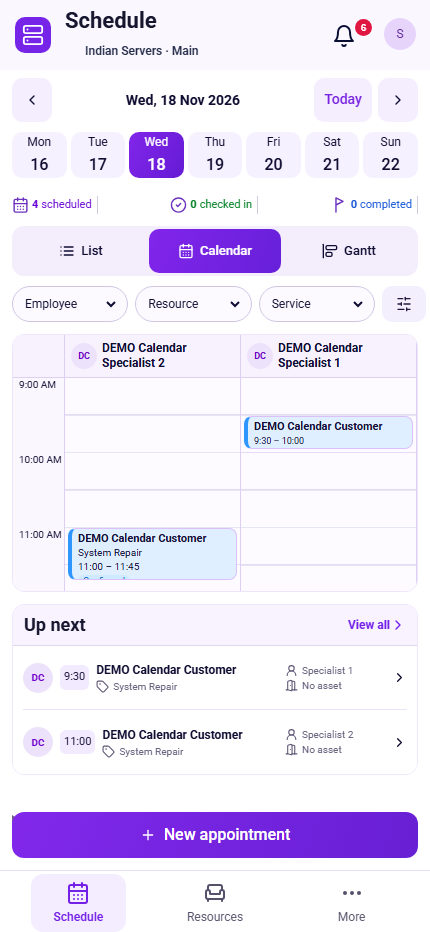 Schedule
Indian Servers · Main
6
S
Wed, 18 Nov 2026
Today
Mon
16
Tue
17
Wed
18
Thu
19
Fri
20
Sat
21
Sun
22
4 scheduled
0 checked in
0 completed
List
Calendar
Gantt
Employee
Resource
Service
DC
DEMO Calendar
Specialist 2
DC
DEMO Calendar
Specialist 1
9:00 AM
DEMO Calendar Customer
9:30 – 10:00
10:00 AM
11:00 AM
DEMO Calendar Customer
System Repair
11:00 – 11:45
Up next
View all
DC
9:30
DEMO Calendar Customer
System Repair
Specialist 1
No asset
DC
11:00
DEMO Calendar Customer
System Repair
Specialist 2
No asset
+ New appointment
Schedule
Resources
More